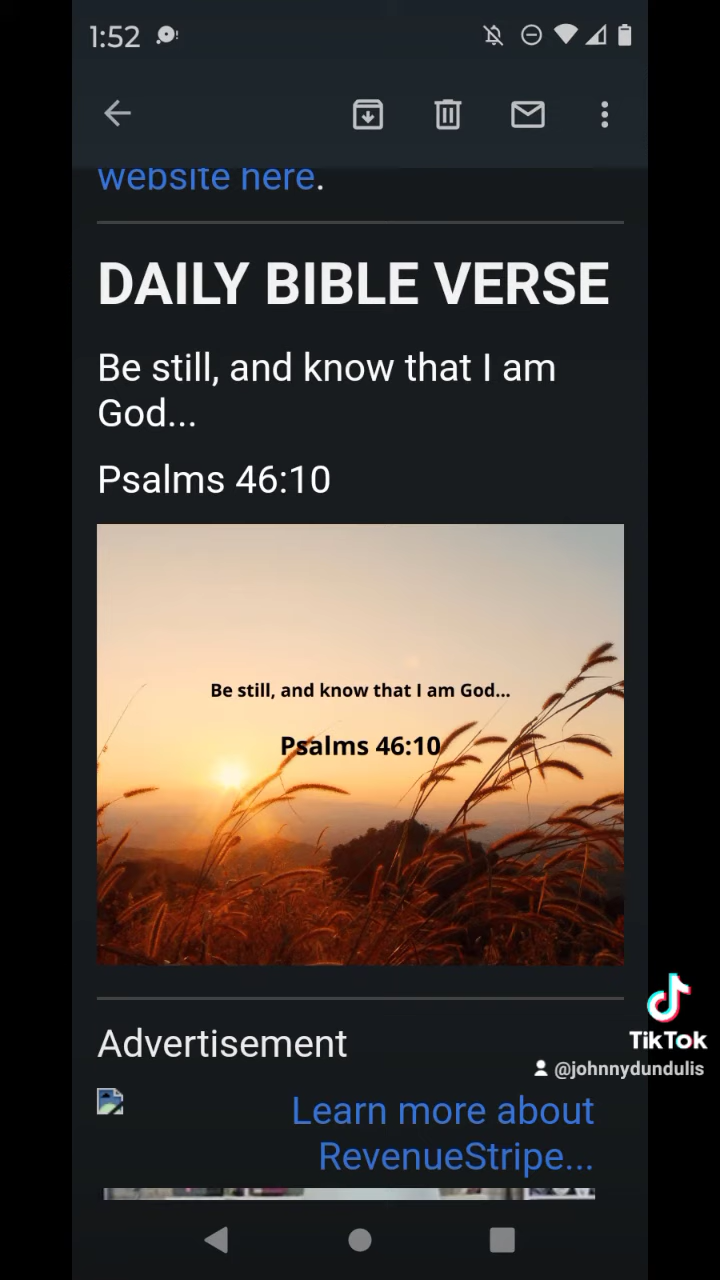 1:52
website here.
DAILY BIBLE VERSE
Be still, and know that I am
God...
Psalms 46:10
Be still, and know that I am God...
Psalms 46:10
Advertisement
TikTok
@johnnydundulis
Learn more about
RevenueStripe...